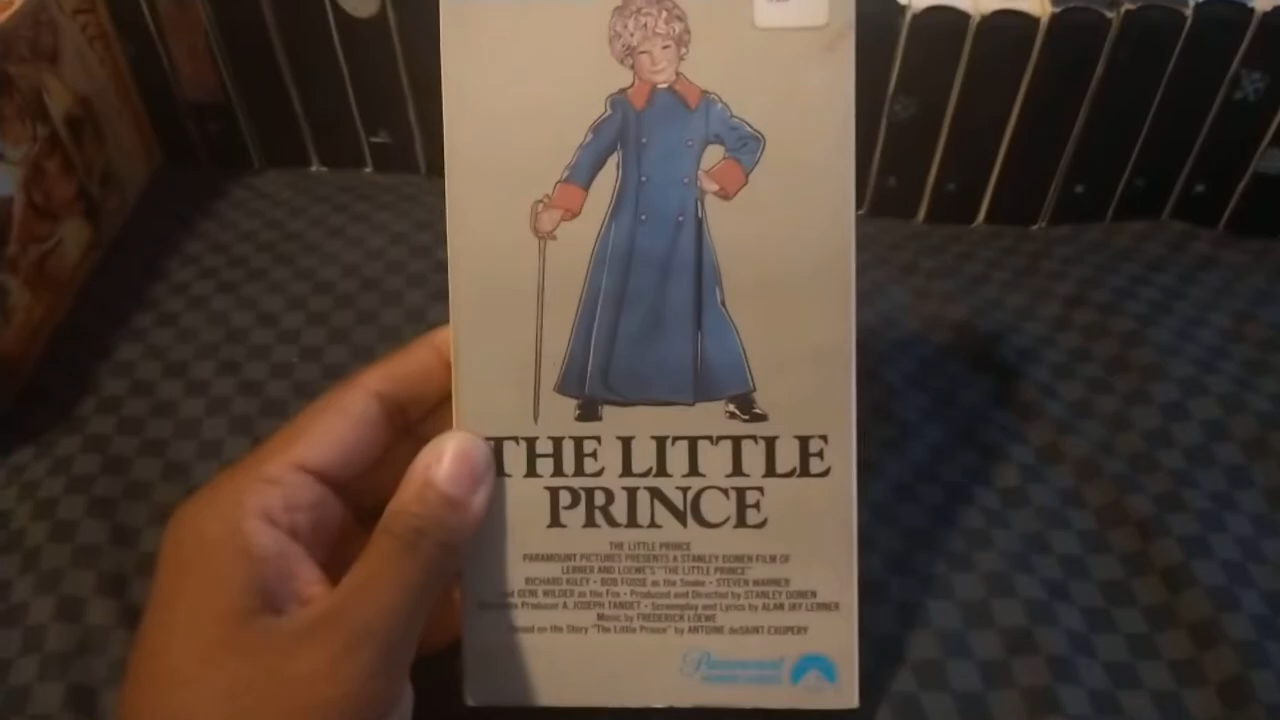 THE LITTLE
PRINCE
THE LITTLE PRINCE
PARAMOUNT PICTURES PRESENTS A STANLEY DONEN FILM OF
LERNER AND LOEWE'S "THE LITTLE PRINCE"
RICHARD KILEY • BOB FOSSE as the Snake • STEVEN WARNER
GENE WILDER as the Fox • Produced and Directed by STANLEY DONEN
Producer A. JOSEPH TANDET • Screenplay and Lyrics by ALAN JAY LERNER
Music by FREDERICK LOEWE
Based on the Story "The Little Prince" by ANTOINE deSAINT-EXUPERY
Paramount